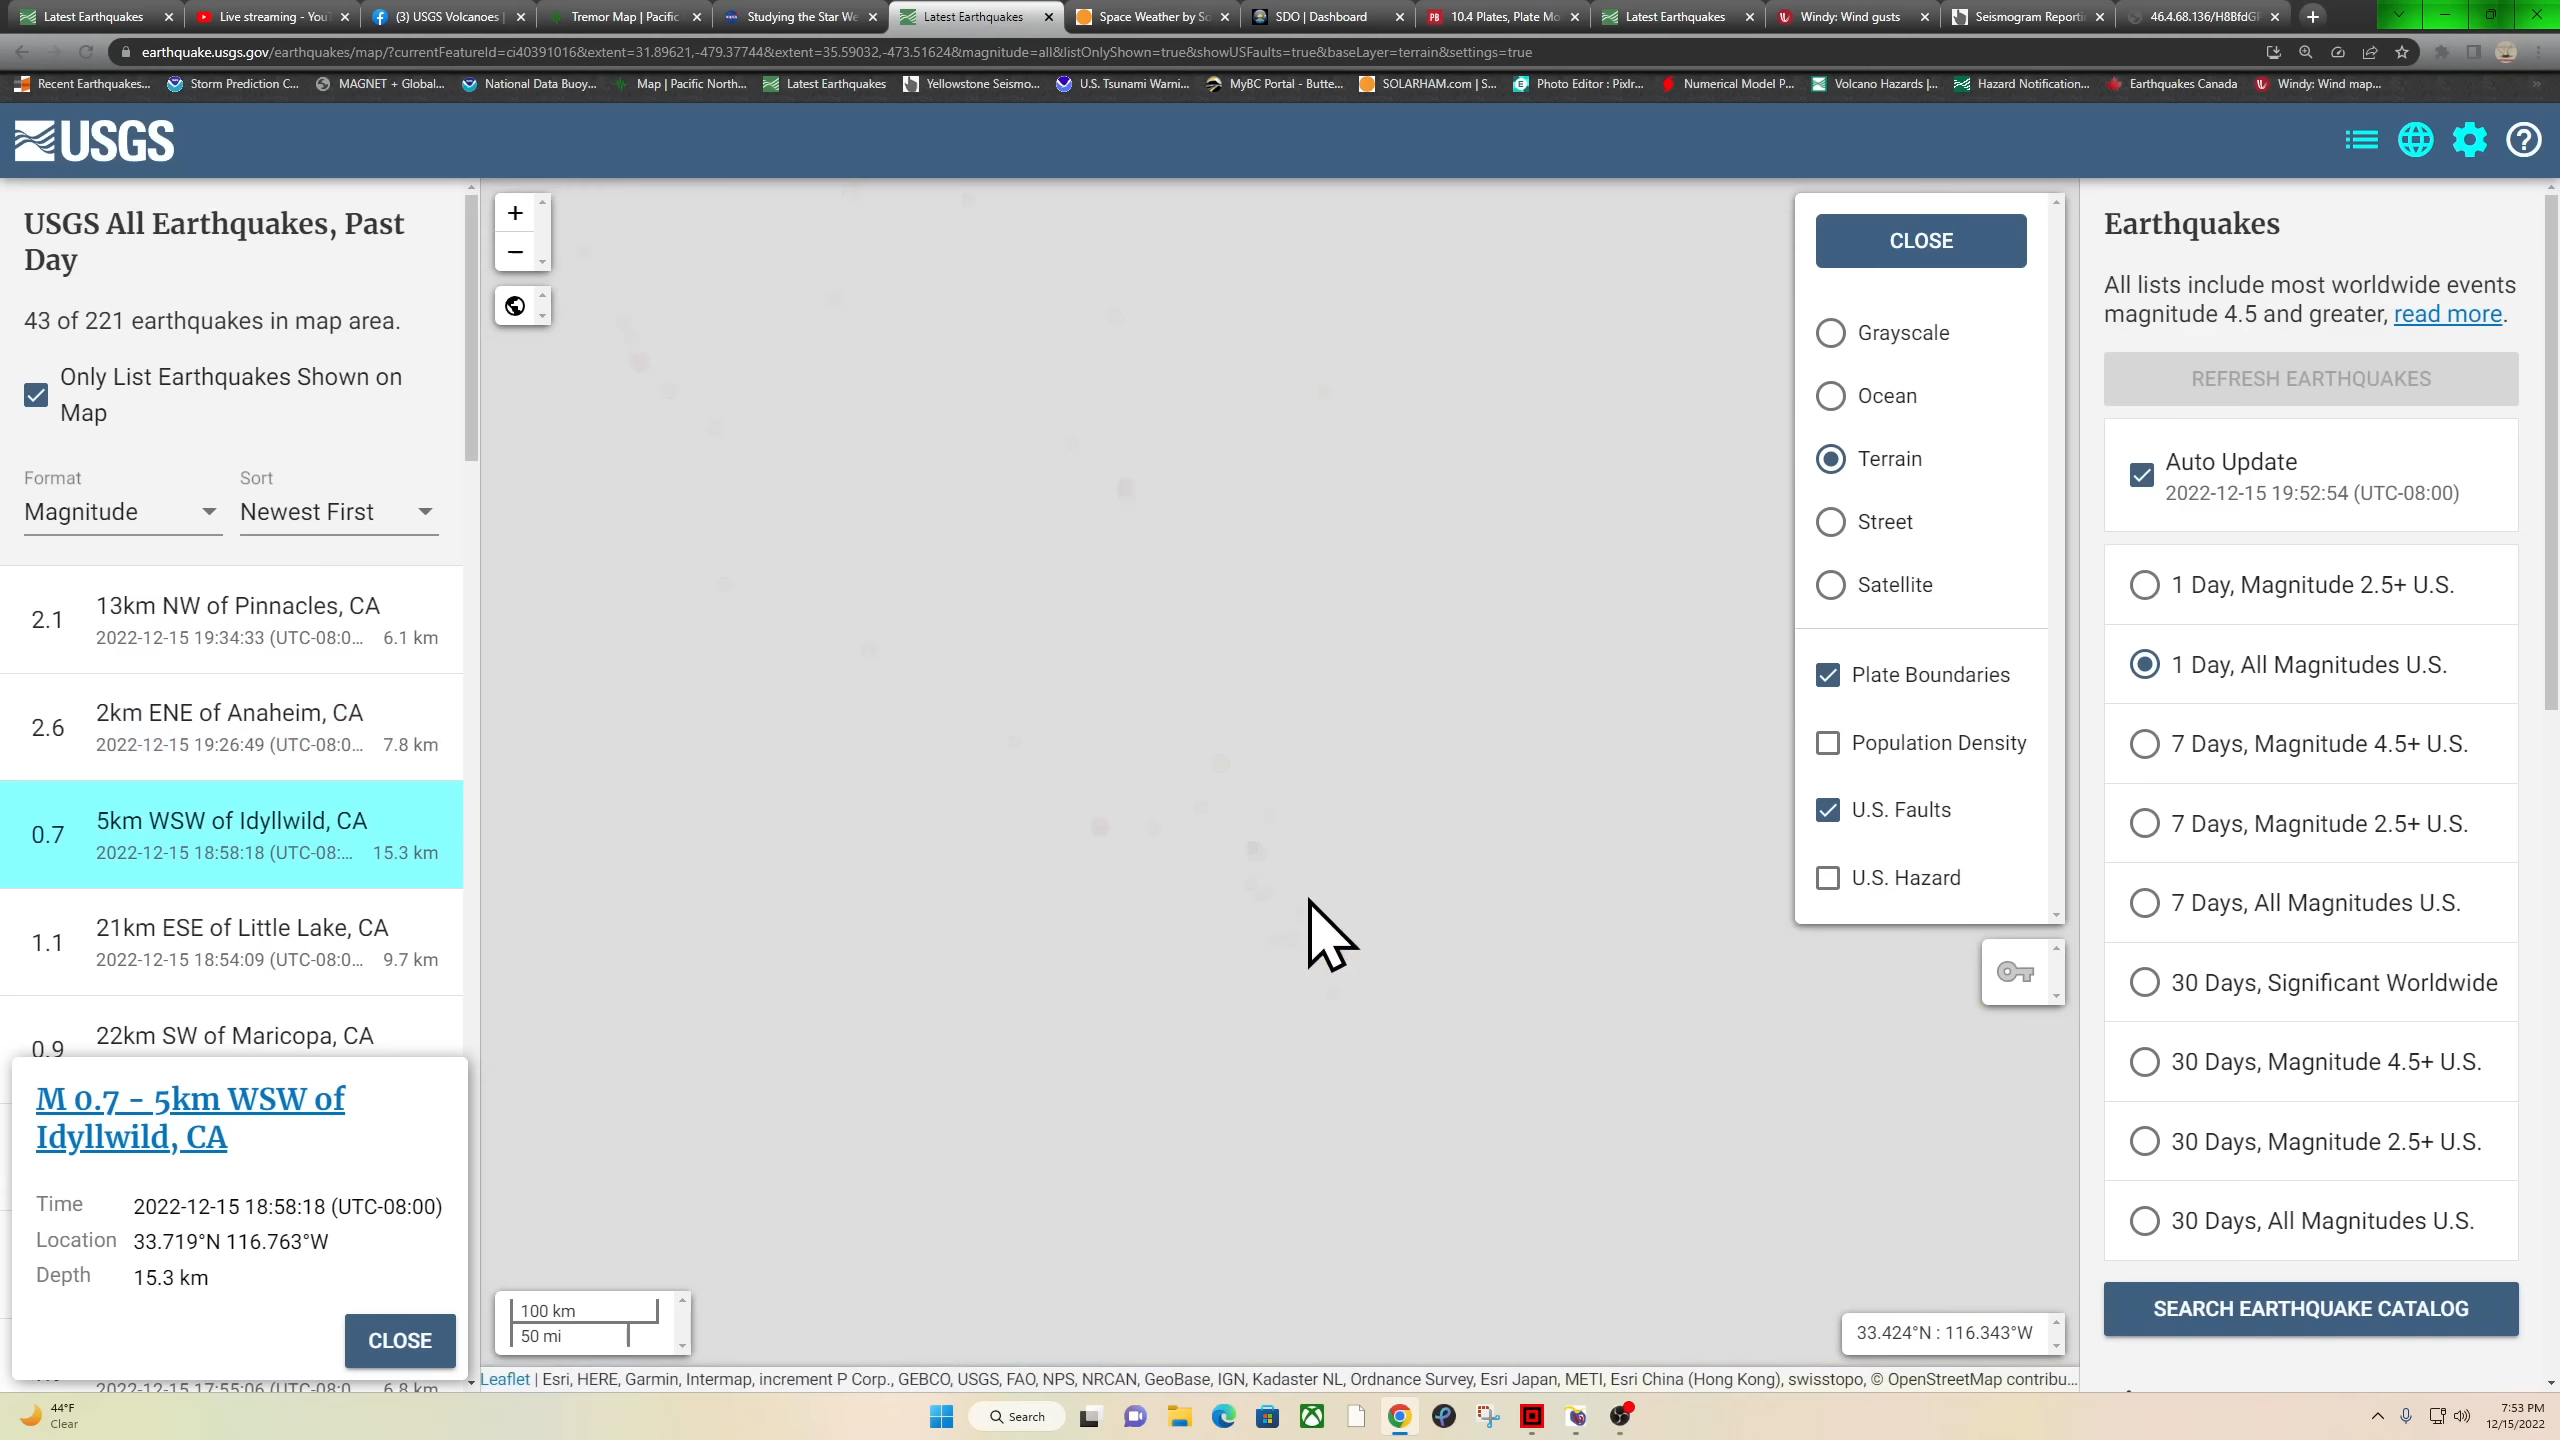 Latest Earthquakes
Live streaming - You
(3) USGS Volcanoes
Tremor Map | Pacific
Studying the Star We
Latest Earthquakes
Space Weather by So
SDO | Dashboard
10.4 Plates, Plate Mo
Latest Earthquakes
Windy: Wind gusts
Seismogram Reporti
earthquake.usgs.gov/earthquakes/map/?currentFeatureId=ci40391016&extent=31.89621,-479.37744&extent=35.59032,-473.51624&magnitude=all&listOnlyShown=true&showUSFaults=true&baseLayer=terrain&settings=true
Recent Earthquakes...
Storm Prediction C...
MAGNET + Global...
National Data Buoy...
Map | Pacific North...
Latest Earthquakes
Yellowstone Seismo...
U.S. Tsunami Warni...
MyBC Portal - Butte...
SOLARHAM.com | S...
Photo Editor : Pixlr...
Numerical Model P...
Volcano Hazards |...
Hazard Notification...
Earthquakes Canada
Windy: Wind map...
USGS
USGS All Earthquakes, Past
Day
43 of 221 earthquakes in map area.
Only List Earthquakes Shown on
Map
Format
Sort
Magnitude
Newest First
2.1
13km NW of Pinnacles, CA
2022-12-15 19:34:33 (UTC-08:0... 6.1 km
2.6
2km ENE of Anaheim, CA
2022-12-15 19:26:49 (UTC-08:0... 7.8 km
0.7
5km WSW of Idyllwild, CA
2022-12-15 18:58:18 (UTC-08:... 15.3 km
1.1
21km ESE of Little Lake, CA
2022-12-15 18:54:09 (UTC-08:0... 9.7 km
0.9
22km SW of Maricopa, CA
M 0.7 - 5km WSW of
Idyllwild, CA
Time 2022-12-15 18:58:18 (UTC-08:00)
Location 33.719°N 116.763°W
Depth 15.3 km
CLOSE
2022-12-15 17:55:06 (UTC-08:0... 6.8 km
+
−
100 km
50 mi
CLOSE
Grayscale
Ocean
Terrain
Street
Satellite
Plate Boundaries
Population Density
U.S. Faults
U.S. Hazard
33.424°N : 116.343°W
Leaflet | Esri, HERE, Garmin, Intermap, increment P Corp., GEBCO, USGS, FAO, NPS, NRCAN, GeoBase, IGN, Kadaster NL, Ordnance Survey, Esri Japan, METI, Esri China (Hong Kong), swisstopo, © OpenStreetMap contribu...
Earthquakes
All lists include most worldwide events
magnitude 4.5 and greater, read more.
REFRESH EARTHQUAKES
Auto Update
2022-12-15 19:52:54 (UTC-08:00)
1 Day, Magnitude 2.5+ U.S.
1 Day, All Magnitudes U.S.
7 Days, Magnitude 4.5+ U.S.
7 Days, Magnitude 2.5+ U.S.
7 Days, All Magnitudes U.S.
30 Days, Significant Worldwide
30 Days, Magnitude 4.5+ U.S.
30 Days, Magnitude 2.5+ U.S.
30 Days, All Magnitudes U.S.
SEARCH EARTHQUAKE CATALOG
44°F
Clear
Search
7:53 PM
12/15/2022